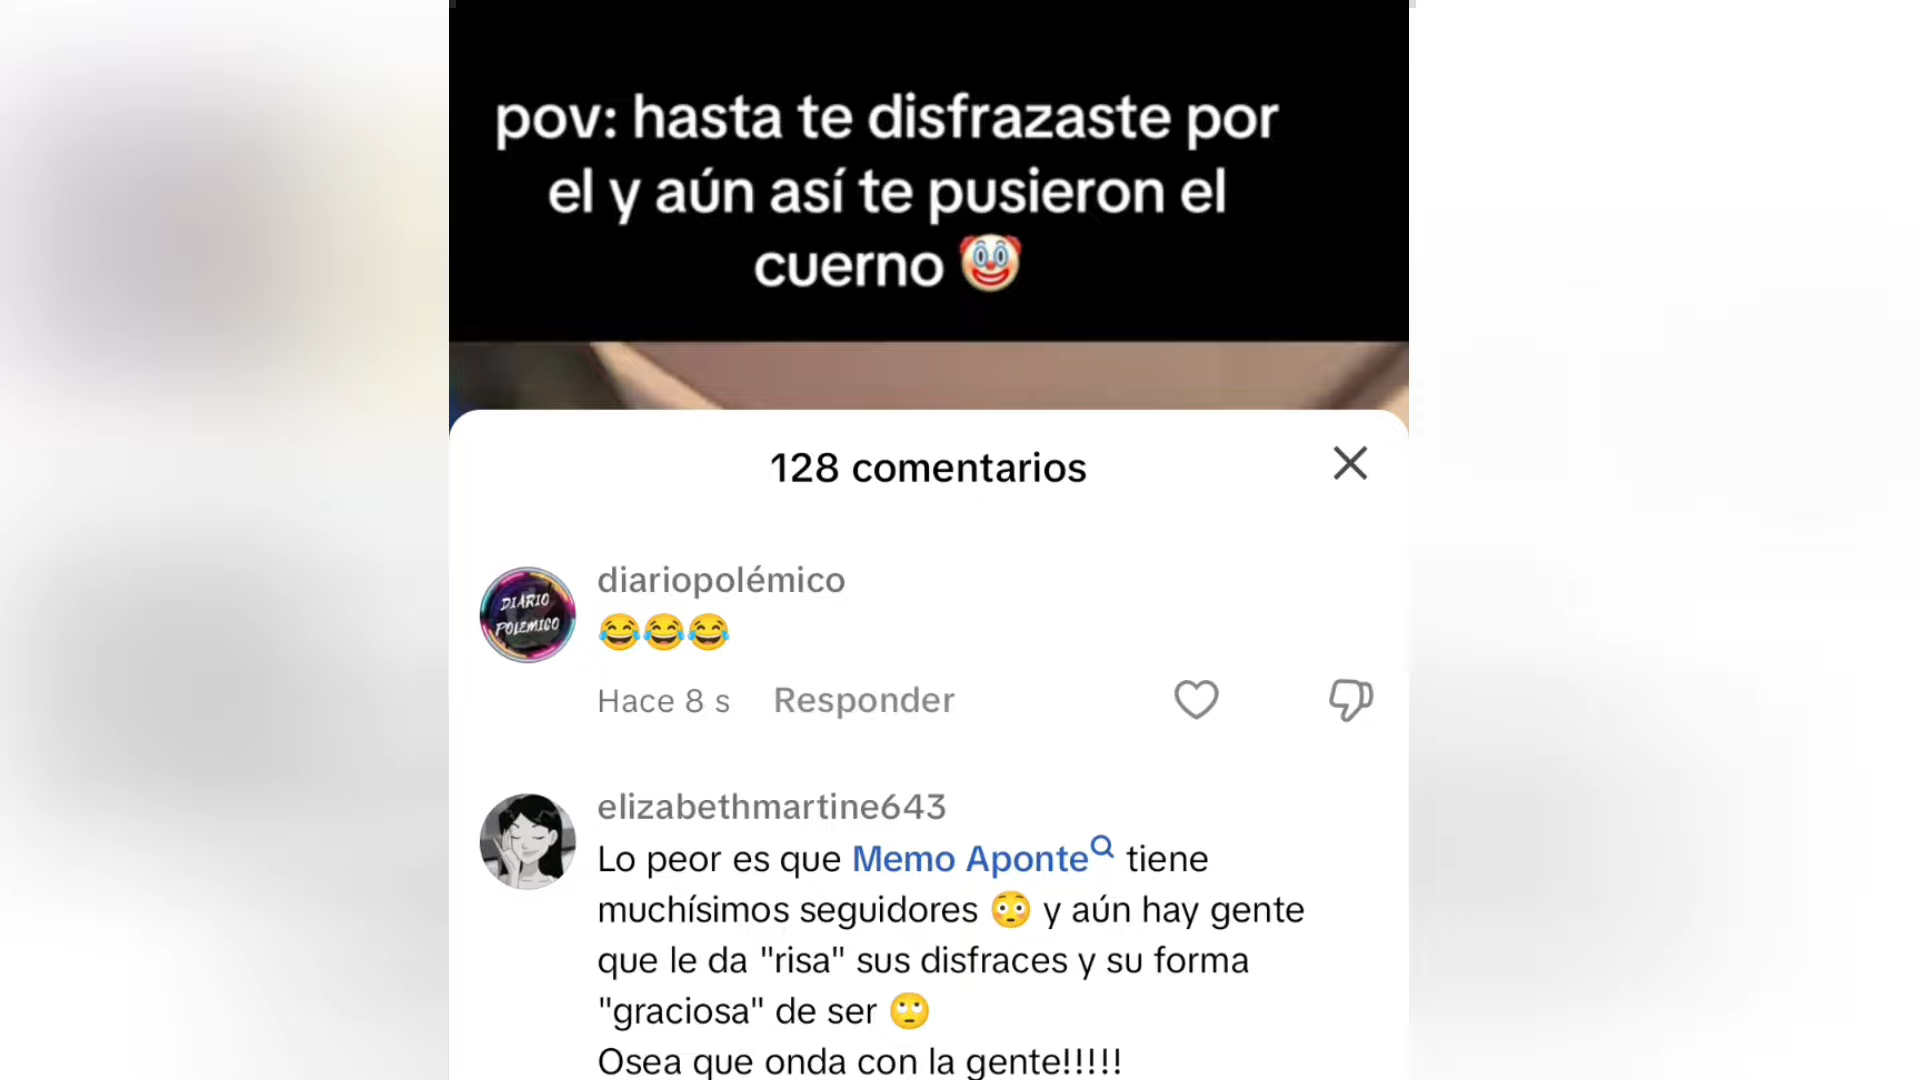 pov: hasta te disfrazaste por
el y aún así te pusieron el
cuerno 🤡
128 comentarios
DIARIO
POLEMICO
diariopolémico
😂😂😂
Hace 8 s Responder
elizabethmartine643
Lo peor es que Memo Aponte tiene
muchísimos seguidores 😳 y aún hay gente
que le da "risa" sus disfraces y su forma
"graciosa" de ser 🙄
Osea que onda con la gente!!!!!